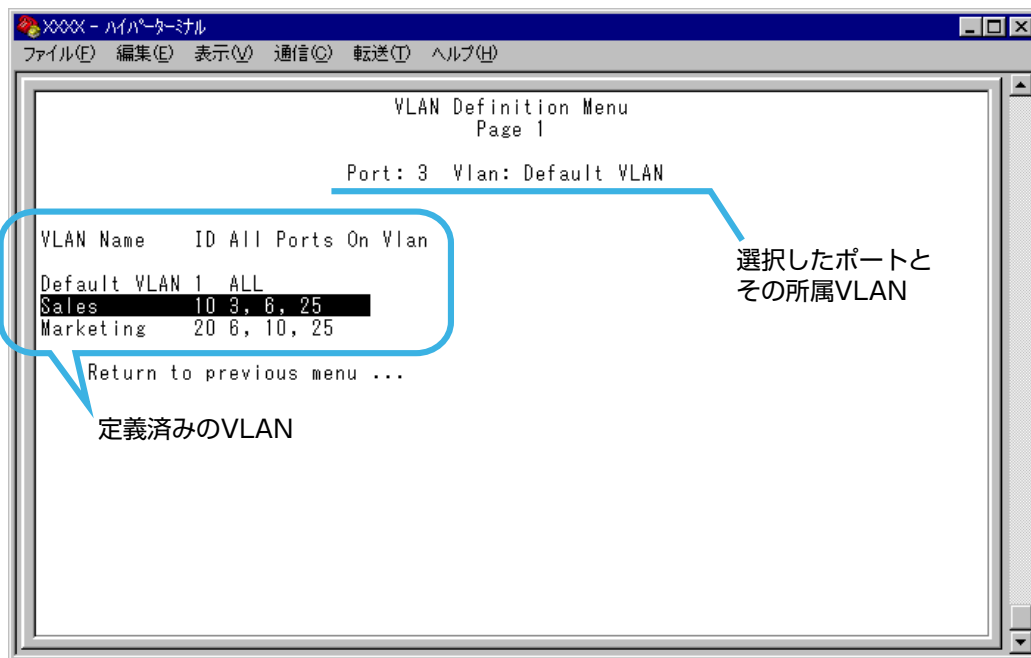 XXXX - ﾊｲﾊﾟｰﾀｰﾐﾅﾙ
ファイル(F) 編集(E) 表示(V) 通信(C) 転送(T) ヘルプ(H)
VLAN Definition Menu
Page 1
Port: 3 Vlan: Default VLAN
選択したポートと
その所属VLAN
VLAN Name ID All Ports On Vlan
Default VLAN 1 ALL
Sales 10 3, 6, 25
Marketing 20 6, 10, 25
Return to previous menu ...
定義済みのVLAN